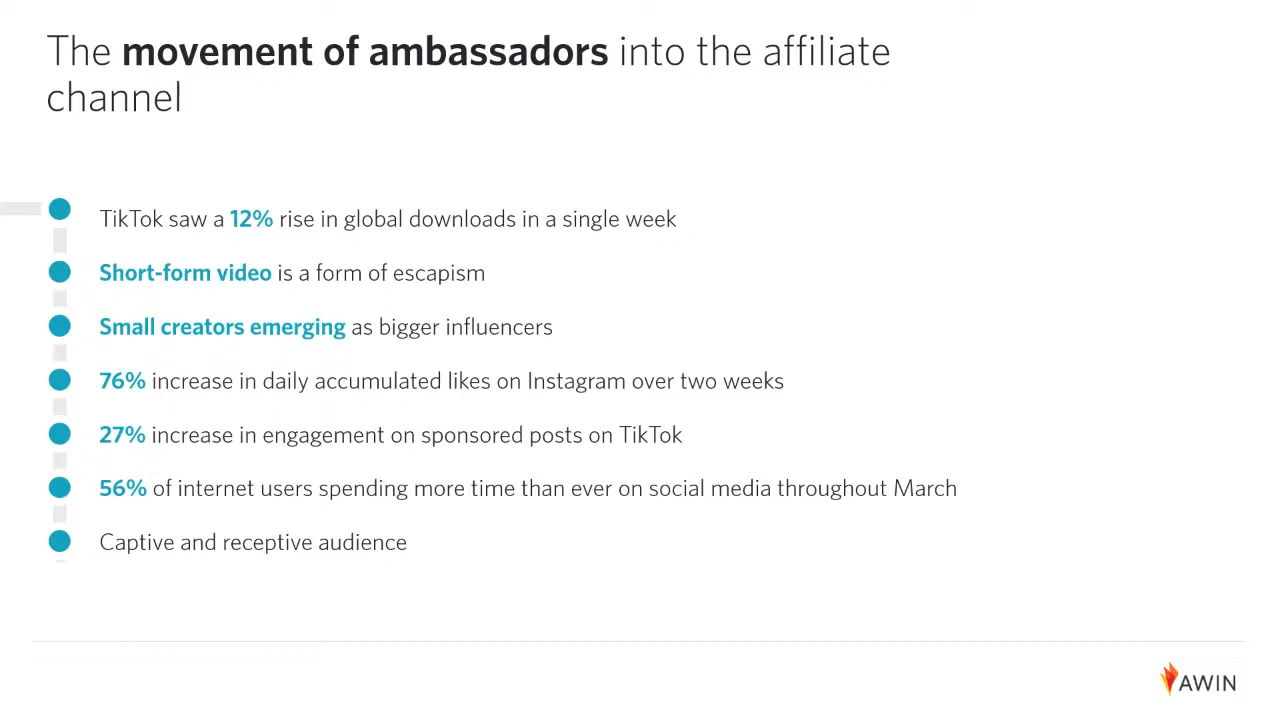 The movement of ambassadors into the affiliate
channel
TikTok saw a 12% rise in global downloads in a single week
Short-form video is a form of escapism
Small creators emerging as bigger influencers
76% increase in daily accumulated likes on Instagram over two weeks
27% increase in engagement on sponsored posts on TikTok
56% of internet users spending more time than ever on social media throughout March
Captive and receptive audience
AWIN